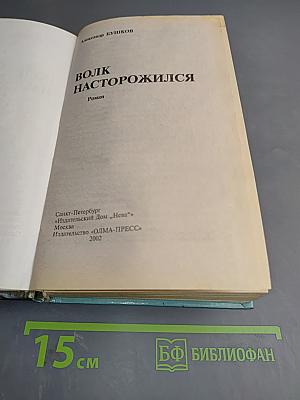 Александр БУШКОВ
ВОЛК
НАСТОРОЖИЛСЯ
Роман
Санкт-Петербург
«Издательский Дом „Нева“»
Москва
Издательство «ОЛМА-ПРЕСС»
2002
15 см
БФ БИБЛИОФАН